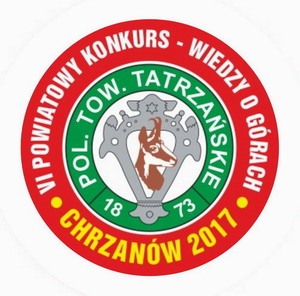 VI POWIATOWY KONKURS - WIEDZY O GÓRACH
• CHRZANÓW 2017 •
POL. TOW. TATRZAŃSKIE
18 73